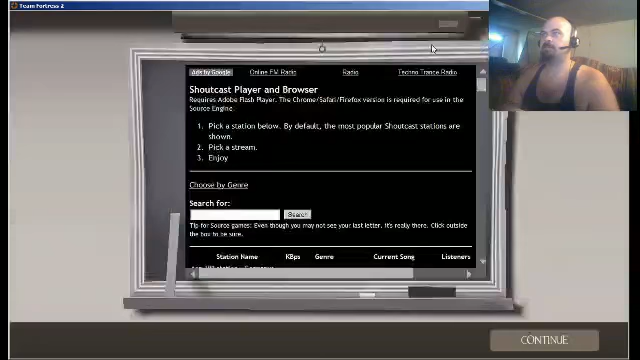 Team Fortress 2
Ads by Google Online FM Radio Radio Techno Trance Radio
Shoutcast Player and Browser
Requires Adobe Flash Player. The Chrome/Safari/Firefox version is required for use in the
Source Engine.
1. Pick a station below. By default, the most popular Shoutcast stations are
shown.
2. Pick a stream.
3. Enjoy
Choose by Genre
Search for:
Search
Tip for Source games: Even though you may not see your last letter, it's really there. Click outside
the box to be sure.
Station Name KBps Genre Current Song Listeners
CONTINUE